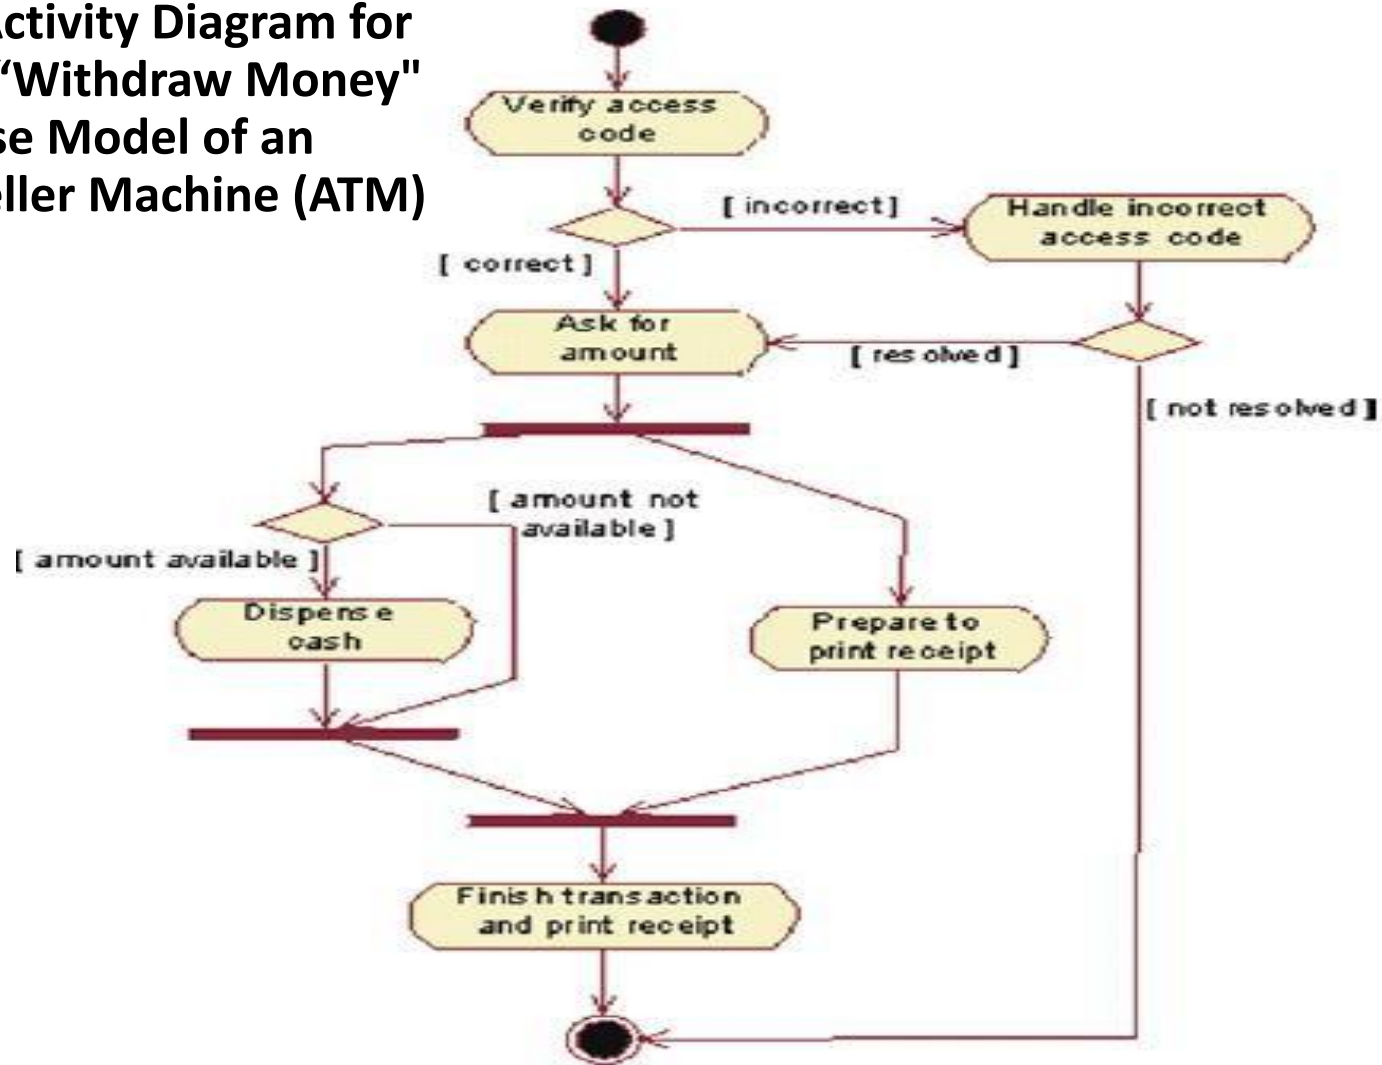 ctivity Diagram for
“Withdraw Money"
se Model of an
eller Machine (ATM)
Verify access
code
[ incorrect ]
Handle incorrect
access code
[ correct ]
Ask for
amount
[ resolved ]
[ not resolved ]
[ amount not
available ]
[ amount available ]
Dispense
cash
Prepare to
print receipt
Finish transaction
and print receipt